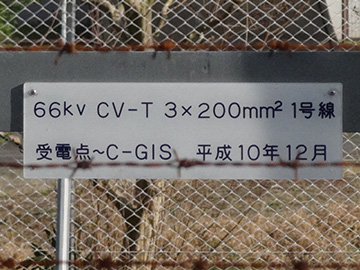 66kv CV-T 3×200mm² 1号線
受電点~C-GIS 平成10年12月